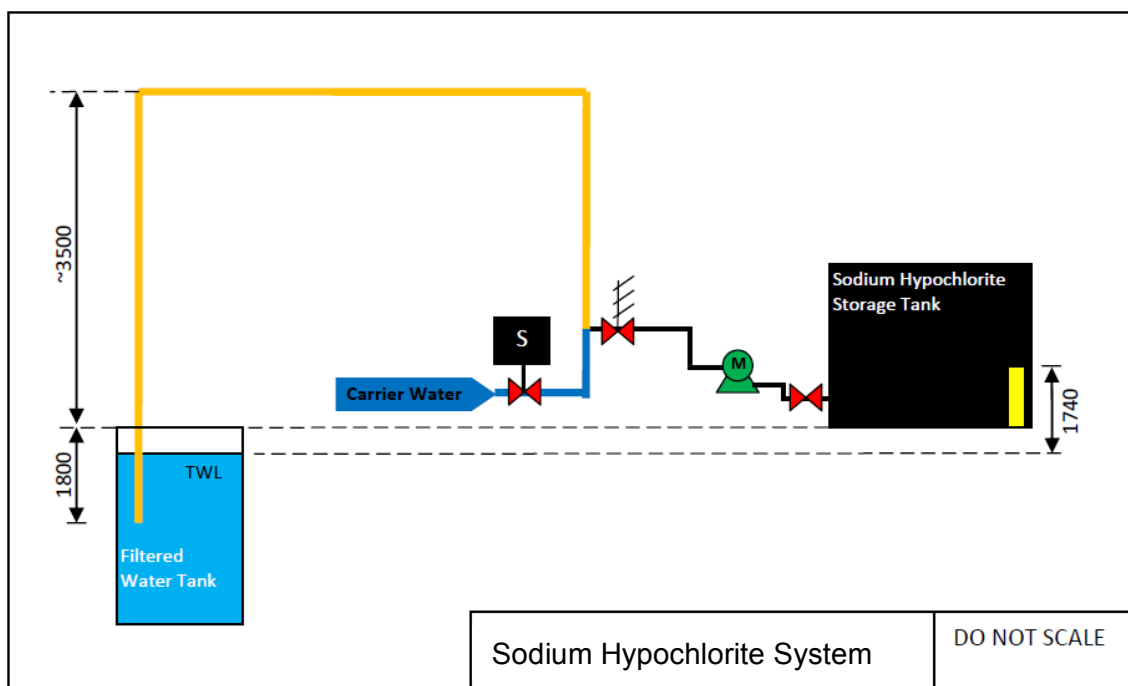 ~3500
1800
TWL
Filtered
Water Tank
Carrier Water
S
M
Sodium Hypochlorite
Storage Tank
1740
Sodium Hypochlorite System
DO NOT SCALE